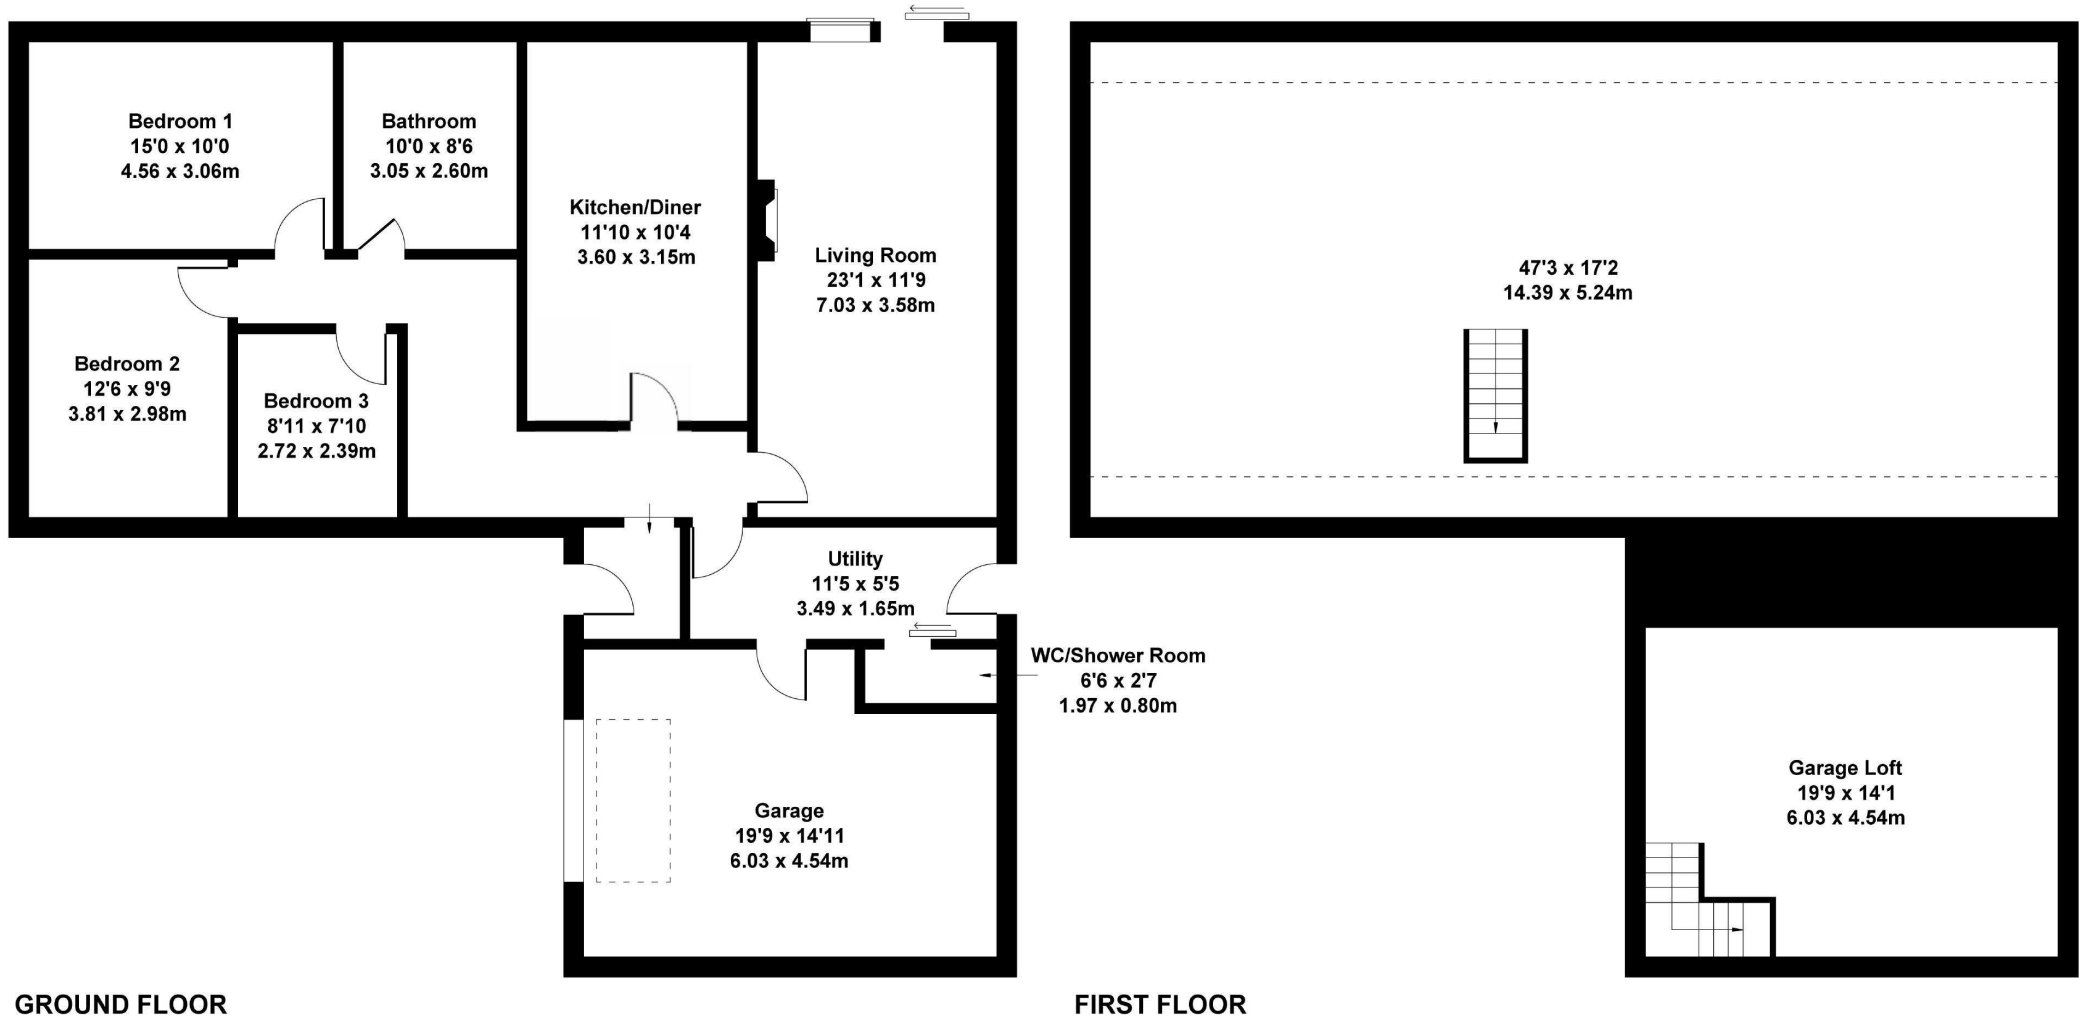 Bedroom 1
15'0 x 10'0
4.56 x 3.06m
Bathroom
10'0 x 8'6
3.05 x 2.60m
Kitchen/Diner
11'10 x 10'4
3.60 x 3.15m
Living Room
23'1 x 11'9
7.03 x 3.58m
Bedroom 2
12'6 x 9'9
3.81 x 2.98m
Bedroom 3
8'11 x 7'10
2.72 x 2.39m
Utility
11'5 x 5'5
3.49 x 1.65m
WC/Shower Room
6'6 x 2'7
1.97 x 0.80m
Garage
19'9 x 14'11
6.03 x 4.54m
GROUND FLOOR
47'3 x 17'2
14.39 x 5.24m
Garage Loft
19'9 x 14'1
6.03 x 4.54m
FIRST FLOOR